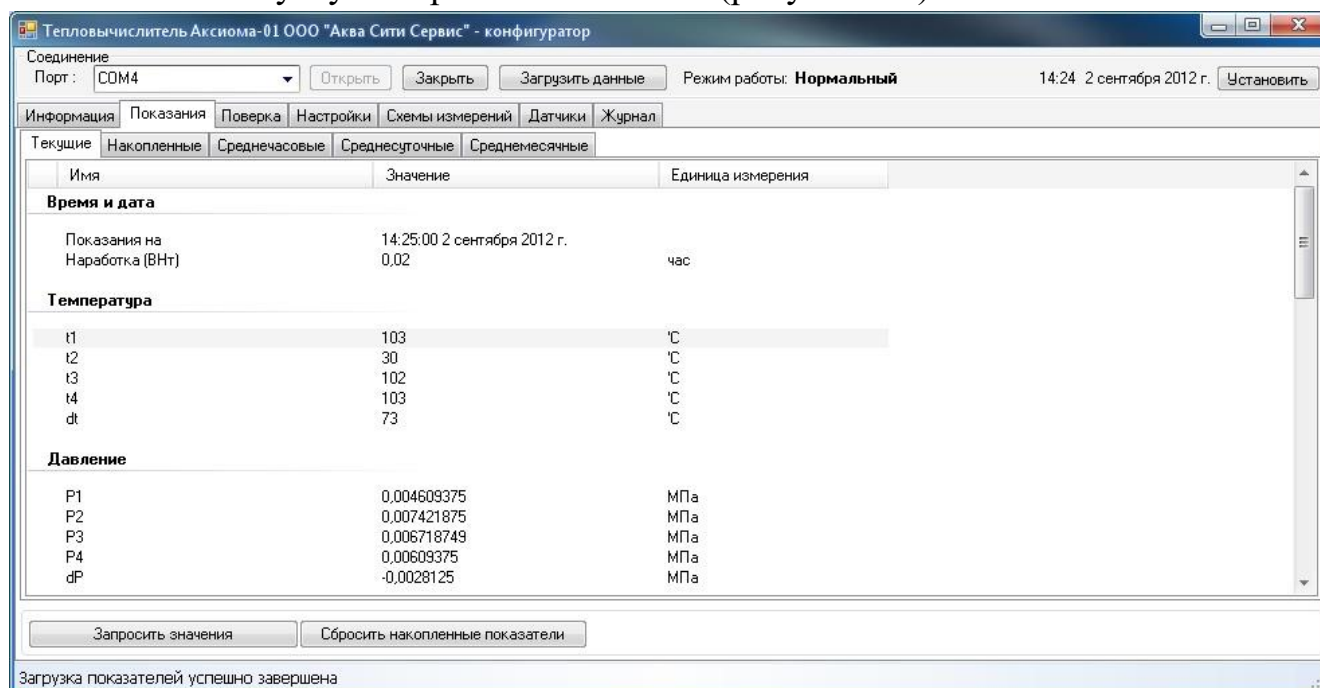 Тепловычислитель Аксиома-01 ООО "Аква Сити Сервис" - конфигуратор
Соединение
Порт : COM4 Открыть Закрыть Загрузить данные Режим работы: Нормальный 14:24 2 сентября 2012 г. Установить
Информация Показания Поверка Настройки Схемы измерений Датчики Журнал
Текущие Накопленные Среднечасовые Среднесуточные Среднемесячные
Имя Значение Единица измерения
Время и дата
Показания на 14:25:00 2 сентября 2012 г.
Наработка (ВНт) 0,02 час
Температура
t1 103 'С
t2 30 'С
t3 102 'С
t4 103 'С
dt 73 'С
Давление
P1 0,004609375 МПа
P2 0,007421875 МПа
P3 0,006718749 МПа
P4 0,00609375 МПа
dP -0,0028125 МПа
Запросить значения Сбросить накопленные показатели
Загрузка показателей успешно завершена